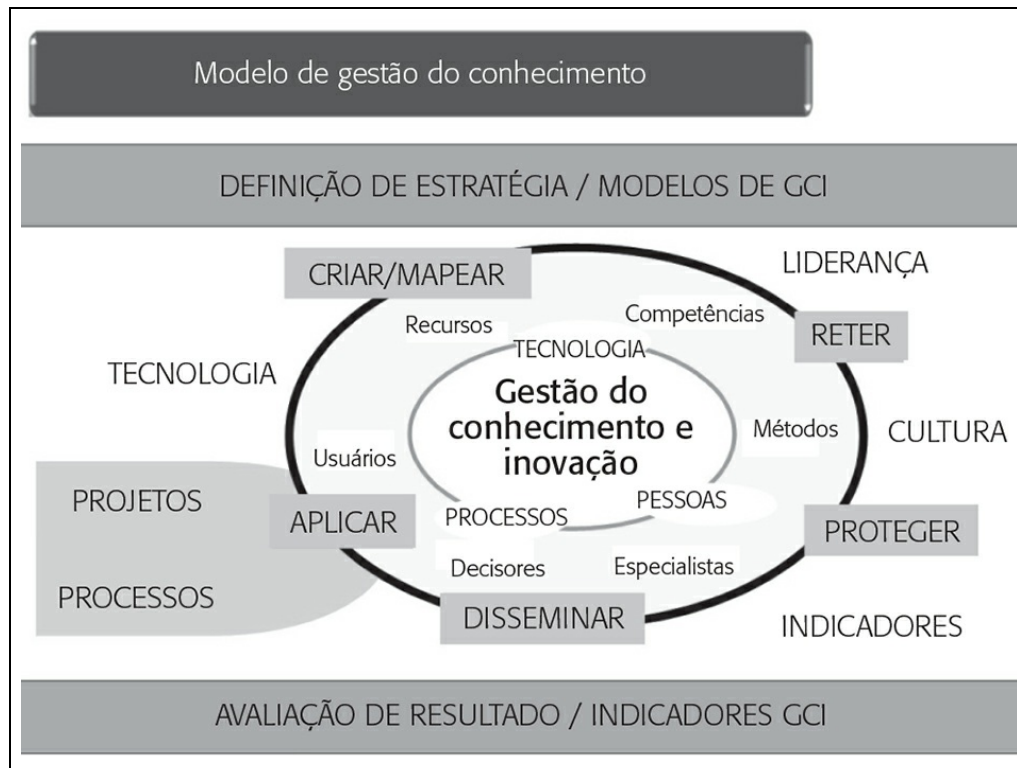 Modelo de gestão do conhecimento
DEFINIÇÃO DE ESTRATÉGIA / MODELOS DE GCI
LIDERANÇA
CRIAR/MAPEAR
Competências
Recursos
RETER
TECNOLOGIA
TECNOLOGIA
Gestão do
conhecimento e
inovação
Métodos
CULTURA
Usuários
PROJETOS
PESSOAS
APLICAR
PROCESSOS
PROTEGER
Decisores
Especialistas
PROCESSOS
DISSEMINAR
INDICADORES
AVALIAÇÃO DE RESULTADO / INDICADORES GCI